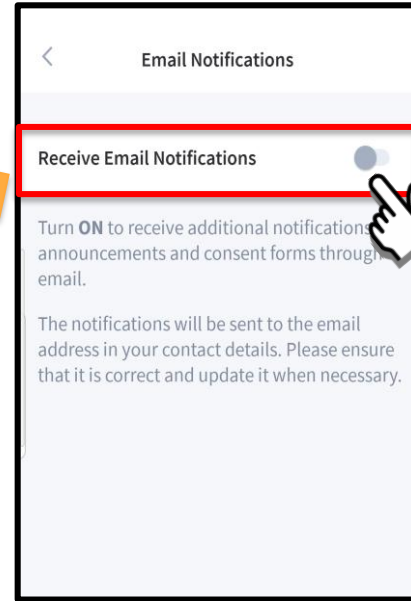 Email Notifications
Receive Email Notifications
Turn ON to receive additional notifications
announcements and consent forms through
email.
The notifications will be sent to the email
address in your contact details. Please ensure
that it is correct and update it when necessary.